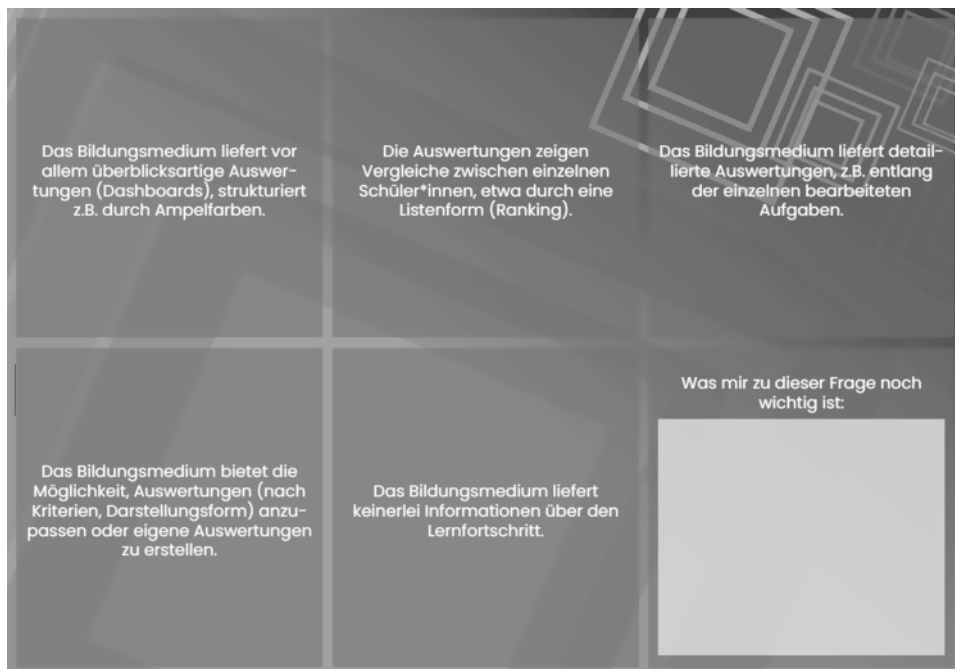 Das Bildungsmedium liefert vor
allem überblicksartige Auswer-
tungen (Dashboards), strukturiert
z.B. durch Ampelfarben.
Die Auswertungen zeigen
Vergleiche zwischen einzelnen
Schüler*innen, etwa durch eine
Listenform (Ranking).
Das Bildungsmedium liefert detail-
lierte Auswertungen, z.B. entlang
der einzelnen bearbeiteten
Aufgaben.
Das Bildungsmedium bietet die
Möglichkeit, Auswertungen (nach
Kriterien, Darstellungsform) anzu-
passen oder eigene Auswertungen
zu erstellen.
Das Bildungsmedium liefert
keinerlei Informationen über den
Lernfortschritt.
Was mir zu dieser Frage noch
wichtig ist: